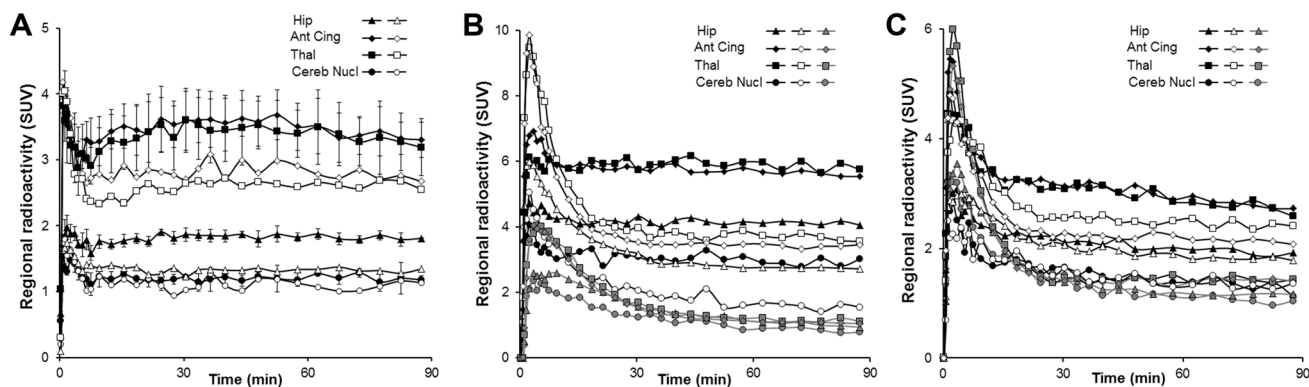 A
Hip
Ant Cing
Thal
Cereb Nucl
Regional radioactivity (SUV)
5
4
3
2
1
0
0
30
60
90
Time (min)
B
Hip
Ant Cing
Thal
Cereb Nucl
Regional radioactivity (SUV)
10
8
6
4
2
0
0
30
60
90
Time (min)
C
Hip
Ant Cing
Thal
Cereb Nucl
Regional radioactivity (SUV)
6
4
2
0
0
30
60
90
Time (min)